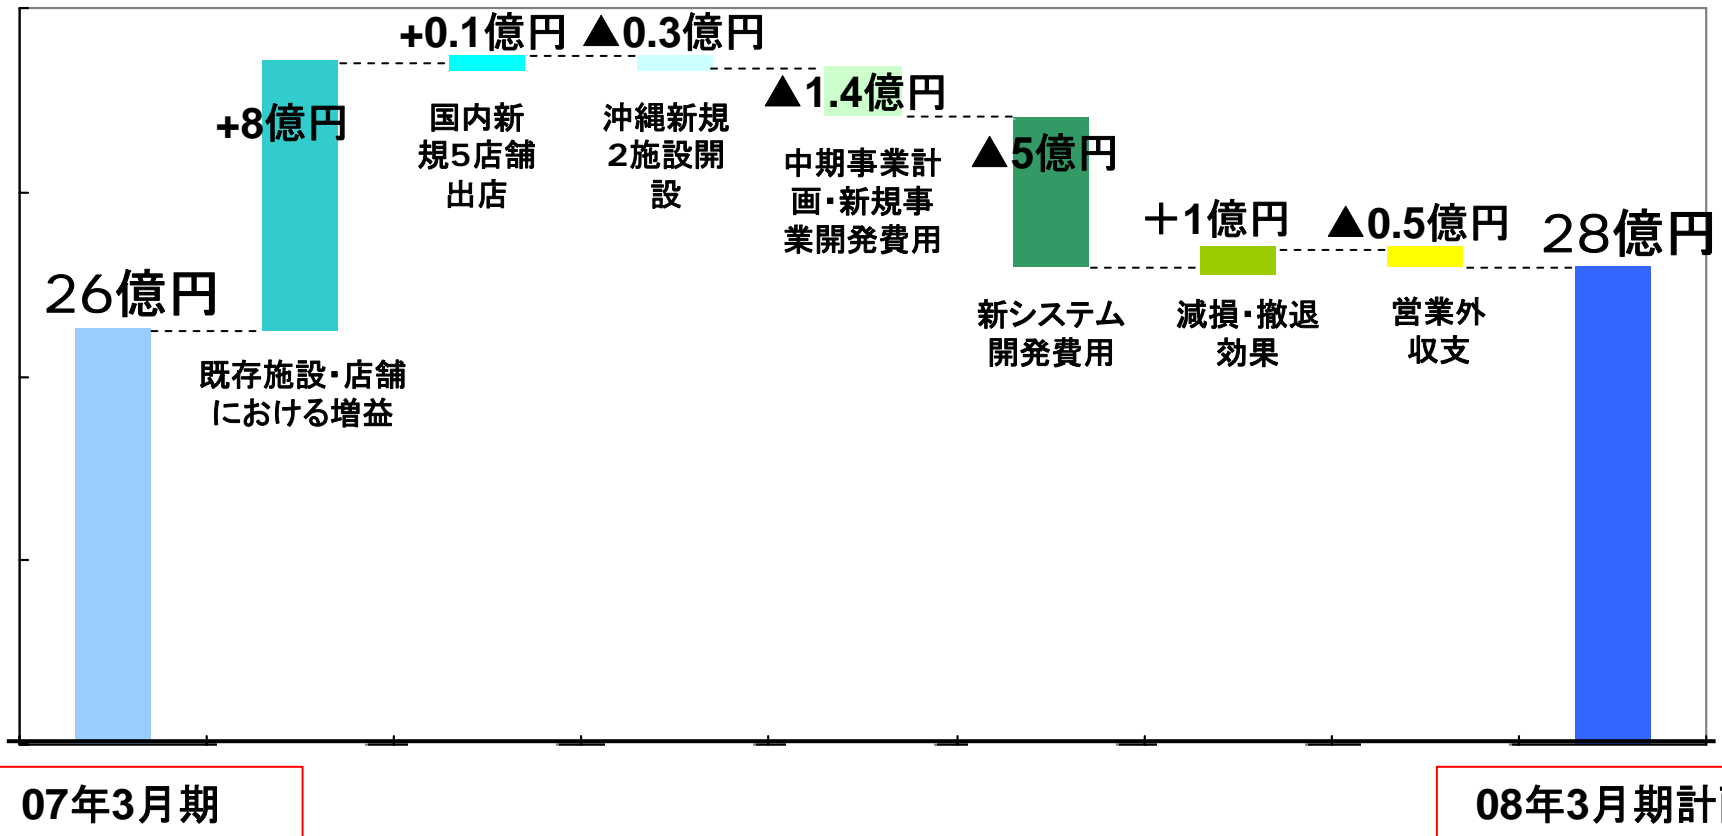 26億円
+8億円
既存施設・店舗
における増益
+0.1億円
国内新
規5店舗
出店
▲0.3億円
沖縄新規
2施設開
設
▲1.4億円
中期事業計
画・新規事
業開発費用
▲5億円
新システム
開発費用
＋1億円
減損・撤退
効果
▲0.5億円
営業外
収支
28億円
07年3月期
08年3月期計